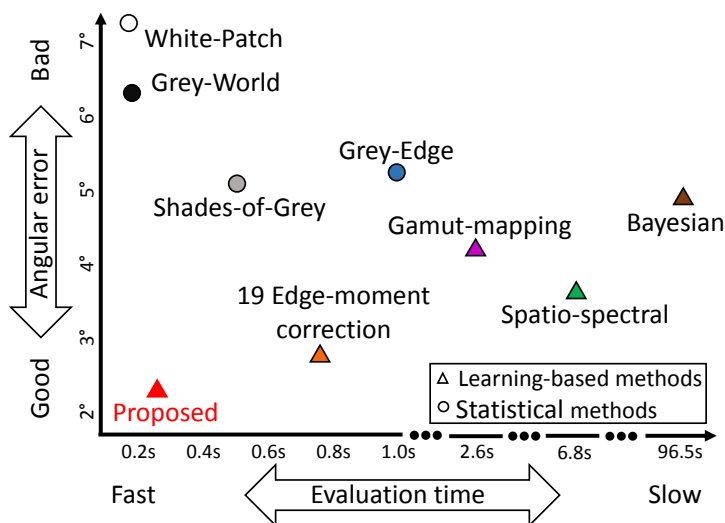 Bad
Angular error
Good
7°
6°
5°
4°
3°
2°
White-Patch
Grey-World
Grey-Edge
Shades-of-Grey
Gamut-mapping
Bayesian
19 Edge-moment
correction
Spatio-spectral
Proposed
Learning-based methods
Statistical methods
0.2s 0.4s 0.6s 0.8s 1.0s 2.6s 6.8s 96.5s
Fast Evaluation time Slow